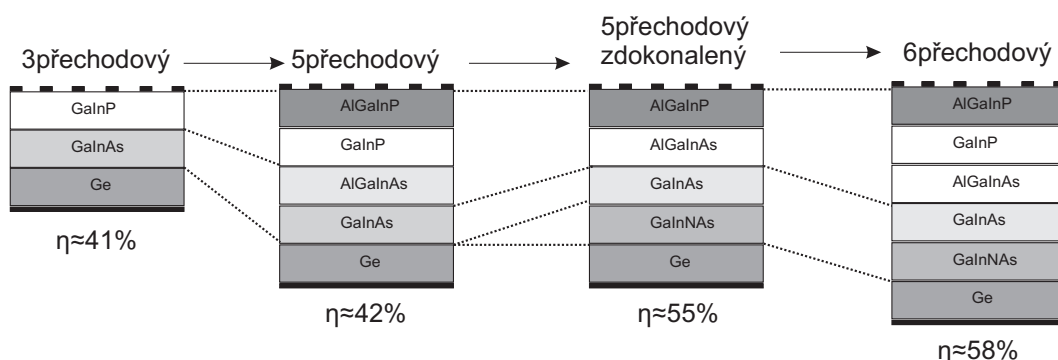 3přechodový
GaInP
GaInAs
Ge
η≈41%
5přechodový
AlGaInP
GaInP
AlGaInAs
GaInAs
Ge
η≈42%
5přechodový
zdokonalený
AlGaInP
AlGaInAs
GaInAs
GaInNAs
Ge
η≈55%
6přechodový
AlGaInP
GaInP
AlGaInAs
GaInAs
GaInNAs
Ge
η≈58%